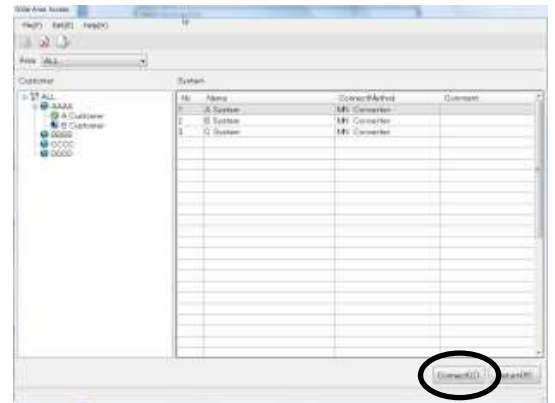 Wide Area Access
File(F) Edit(E) Help(H)
Area ALL
Customer
System
ALL
AAAA
A Customer
B Customer
BBBB
CCCC
DDDD
No Name ConnectMethod Comment
1 A System MN Converter
2 B System MN Converter
3 C System MN Converter
Connect(C)